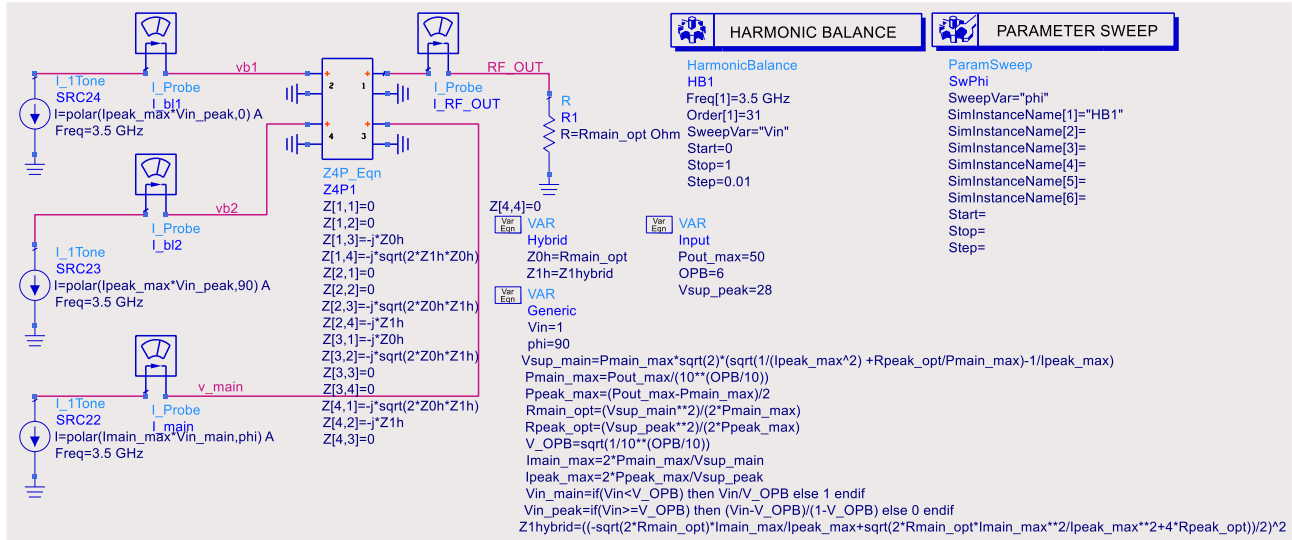 HARMONIC BALANCE
PARAMETER SWEEP
vb1
I_1Tone
SRC24
I=polar(Ipeak_max*Vin_peak,0) A
Freq=3.5 GHz
I_Probe
I_bl1
2
1
4
3
I_Probe
I_RF_OUT
RF_OUT
R
R1
R=Rmain_opt Ohm
HarmonicBalance
HB1
Freq[1]=3.5 GHz
Order[1]=31
SweepVar="Vin"
Start=0
Stop=1
Step=0.01
ParamSweep
SwPhi
SweepVar="phi"
SimInstanceName[1]="HB1"
SimInstanceName[2]=
SimInstanceName[3]=
SimInstanceName[4]=
SimInstanceName[5]=
SimInstanceName[6]=
Start=
Stop=
Step=
vb2
I_Probe
I_bl2
I_1Tone
SRC23
I=polar(Ipeak_max*Vin_peak,90) A
Freq=3.5 GHz
v_main
I_Probe
I_main
I_1Tone
SRC22
I=polar(Imain_max*Vin_main,phi) A
Freq=3.5 GHz
Z4P_Eqn
Z4P1
Z[1,1]=0
Z[1,2]=0
Z[1,3]=-j*Z0h
Z[1,4]=-j*sqrt(2*Z1h*Z0h)
Z[2,1]=0
Z[2,2]=0
Z[2,3]=-j*sqrt(2*Z0h*Z1h)
Z[2,4]=-j*Z1h
Z[3,1]=-j*Z0h
Z[3,2]=-j*sqrt(2*Z0h*Z1h)
Z[3,3]=0
Z[3,4]=0
Z[4,1]=-j*sqrt(2*Z0h*Z1h)
Z[4,2]=-j*Z1h
Z[4,3]=0
Z[4,4]=0
Var
Eqn
VAR
Hybrid
Z0h=Rmain_opt
Z1h=Z1hybrid
Var
Eqn
VAR
Input
Pout_max=50
OPB=6
Vsup_peak=28
Var
Eqn
VAR
Generic
Vin=1
phi=90
Vsup_main=Pmain_max*sqrt(2)*(sqrt(1/(Ipeak_max^2) +Rpeak_opt/Pmain_max)-1/Ipeak_max)
Pmain_max=Pout_max/(10**(OPB/10))
Ppeak_max=(Pout_max-Pmain_max)/2
Rmain_opt=(Vsup_main**2)/(2*Pmain_max)
Rpeak_opt=(Vsup_peak**2)/(2*Ppeak_max)
V_OPB=sqrt(1/10**(OPB/10))
Imain_max=2*Pmain_max/Vsup_main
Ipeak_max=2*Ppeak_max/Vsup_peak
Vin_main=if(Vin<V_OPB) then Vin/V_OPB else 1 endif
Vin_peak=if(Vin>=V_OPB) then (Vin-V_OPB)/(1-V_OPB) else 0 endif
Z1hybrid=((-sqrt(2*Rmain_opt)*Imain_max/Ipeak_max+sqrt(2*Rmain_opt*Imain_max**2/Ipeak_max**2+4*Rpeak_opt))/2)^2